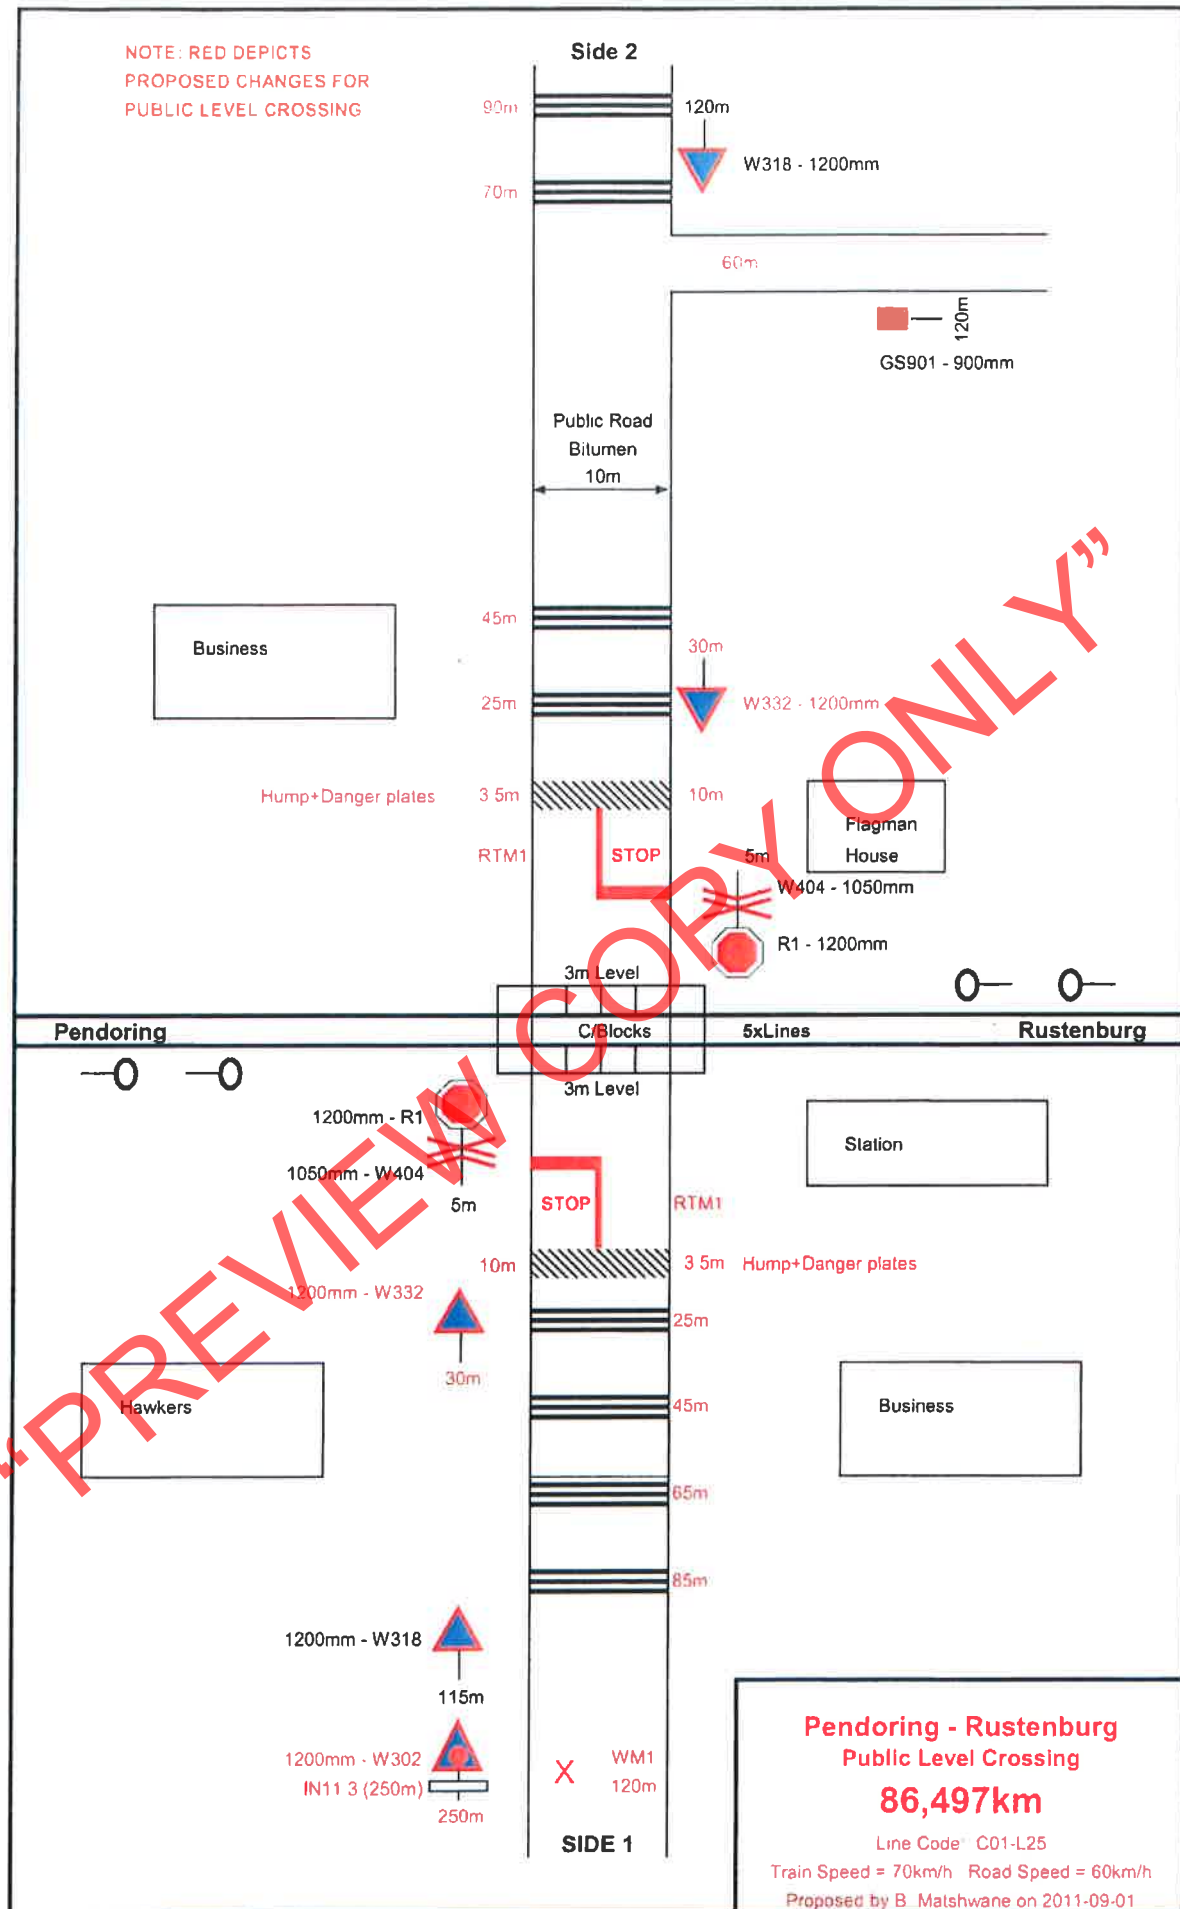 NOTE: RED DEPICTS
PROPOSED CHANGES FOR
PUBLIC LEVEL CROSSING
Side 2
90m
120m
W318 - 1200mm
70m
60m
120m
GS901 - 900mm
Public Road
Bitumen
10m
45m
Business
30m
25m
W332 - 1200mm
Hump+Danger plates
3 5m
10m
Flagman
House
RTM1
STOP
5m
W404 - 1050mm
R1 - 1200mm
3m Level
Pendoring
C/Blocks
5xLines
Rustenburg
3m Level
1200mm - R1
1050mm - W404
5m
Station
STOP
RTM1
10m
3 5m
Hump+Danger plates
1200mm - W332
25m
30m
Hawkers
45m
Business
65m
85m
1200mm - W318
115m
1200mm - W302
IN11 3 (250m)
250m
X
WM1
120m
SIDE 1
Pendoring - Rustenburg
Public Level Crossing
86,497km
Line Code C01-L25
Train Speed = 70km/h Road Speed = 60km/h
Proposed by B Matshwane on 2011-09-01
“PREVIEW COPY ONLY”